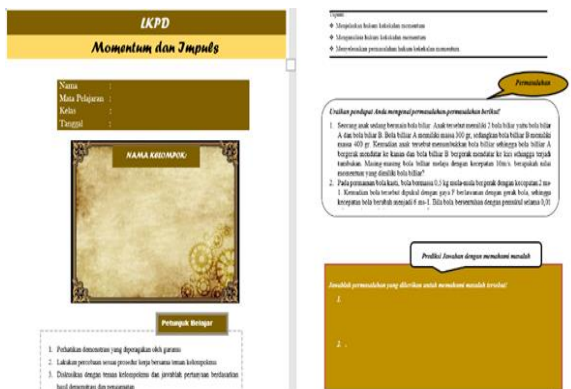 LKPD
Momentum dan Impuls
Nama :
Mata Pelajaran :
Kelas :
Tanggal :
NAMA KELOMPOK:
Petunjuk Belajar
1. Perhatikan demonstrasi yang diperagakan oleh gurumu
2. Lakukan percobaan sesuai prosedur kerja bersama teman kelompokmu
3. Diskusikan dengan teman kelompokmu dan jawablah pertanyaan berdasarkan
hasil demonstrasi dan pengamatan
Tujuan :
❖ Menjelaskan hukum kekekalan momentum
❖ Menganalisis hukum kekekalan momentum
❖ Menyelesaikan permasalahan hukum kekekalan momentum
Permasalahan
Uraikan pendapat Anda mengenai permasalahan-permasalahan berikut!
1. Seorang anak sedang bermain bola biliar. Anak tersebut memiliki 2 bola biliar yaitu bola biliar
A dan bola biliar B. Bola billiar A memiliki massa 300 gr, sedangkan bola biliar B memiliki
massa 400 gr. Kemudian anak tersebut menumbukkan bola biliar sehingga bola biliar A
bergerak mendatar ke kanan dan bola billiar B bergerak mendatar ke kiri sehingga terjadi
tumbukan. Masing-masing bola biliar melaju dengan kecepatan 10m/s. berapakah nilai
momentum yang dimiliki bola billiar?
2. Pada permainan bola kasti, bola bermassa 0,5 kg mula-mula bergerak dengan kecepatan 2 ms-
1. Kemudian bola tersebut dipukul dengan gaya F berlawanan dengan gerak bola, sehingga
kecepatan bola berubah menjadi 6 ms-1. Bila bola bersentuhan dengan pemukul selama 0,01
Prediksi Jawaban dengan memahami masalah
Jawablah permasalahan yang diberikan untuk memahami masalah tersebut!
1.
2. .